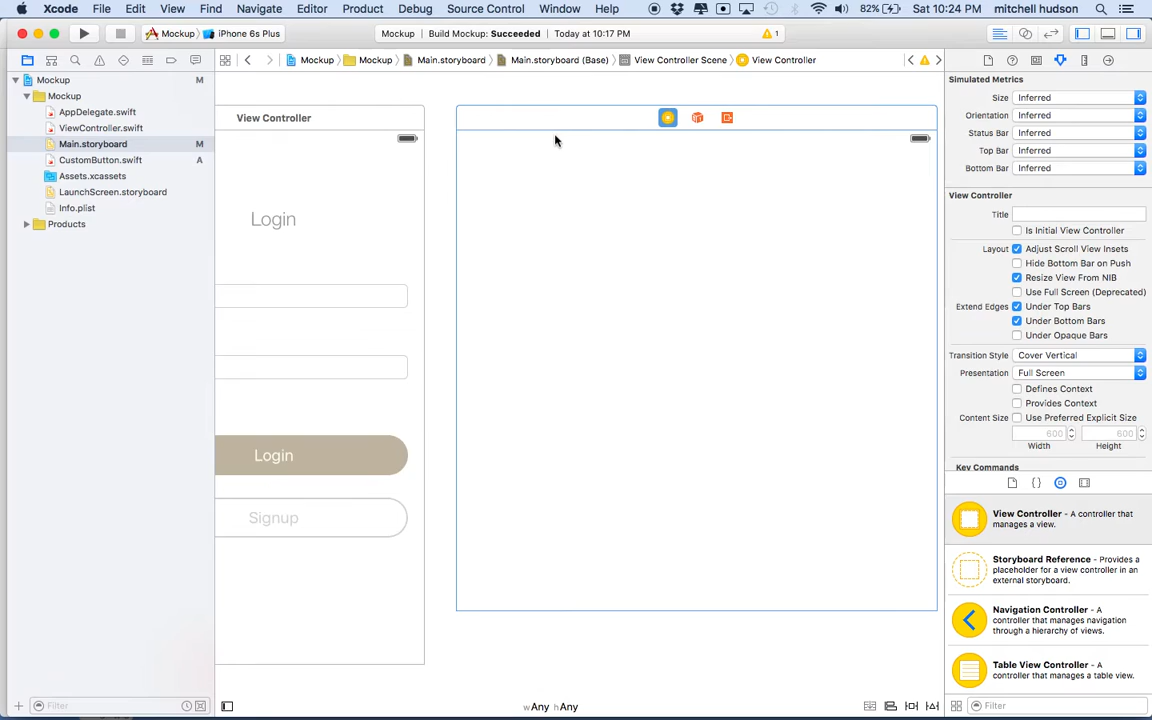 Xcode File Edit View Find Navigate Editor Product Debug Source Control Window Help 82% Sat 10:24 PM mitchell hudson
Mockup iPhone 6s Plus Mockup Build Mockup: Succeeded Today at 10:17 PM 1
Mockup Mockup Main.storyboard Main.storyboard (Base) View Controller Scene View Controller
Mockup M
Mockup
AppDelegate.swift
ViewController.swift
Main.storyboard M
CustomButton.swift A
Assets.xcassets
LaunchScreen.storyboard
Info.plist
Products
Filter
View Controller
Login
Login
Signup
wAny hAny
Simulated Metrics
Size Inferred
Orientation Inferred
Status Bar Inferred
Top Bar Inferred
Bottom Bar Inferred
View Controller
Title
Is Initial View Controller
Layout Adjust Scroll View Insets
Hide Bottom Bar on Push
Resize View From NIB
Use Full Screen (Deprecated)
Extend Edges Under Top Bars
Under Bottom Bars
Under Opaque Bars
Transition Style Cover Vertical
Presentation Full Screen
Defines Context
Provides Context
Content Size Use Preferred Explicit Size
600 600
Width Height
Key Commands
View Controller - A controller that
manages a view.
Storyboard Reference - Provides a
placeholder for a view controller in an
external storyboard.
Navigation Controller - A
controller that manages navigation
through a hierarchy of views.
Table View Controller - A
controller that manages a table view.
Filter